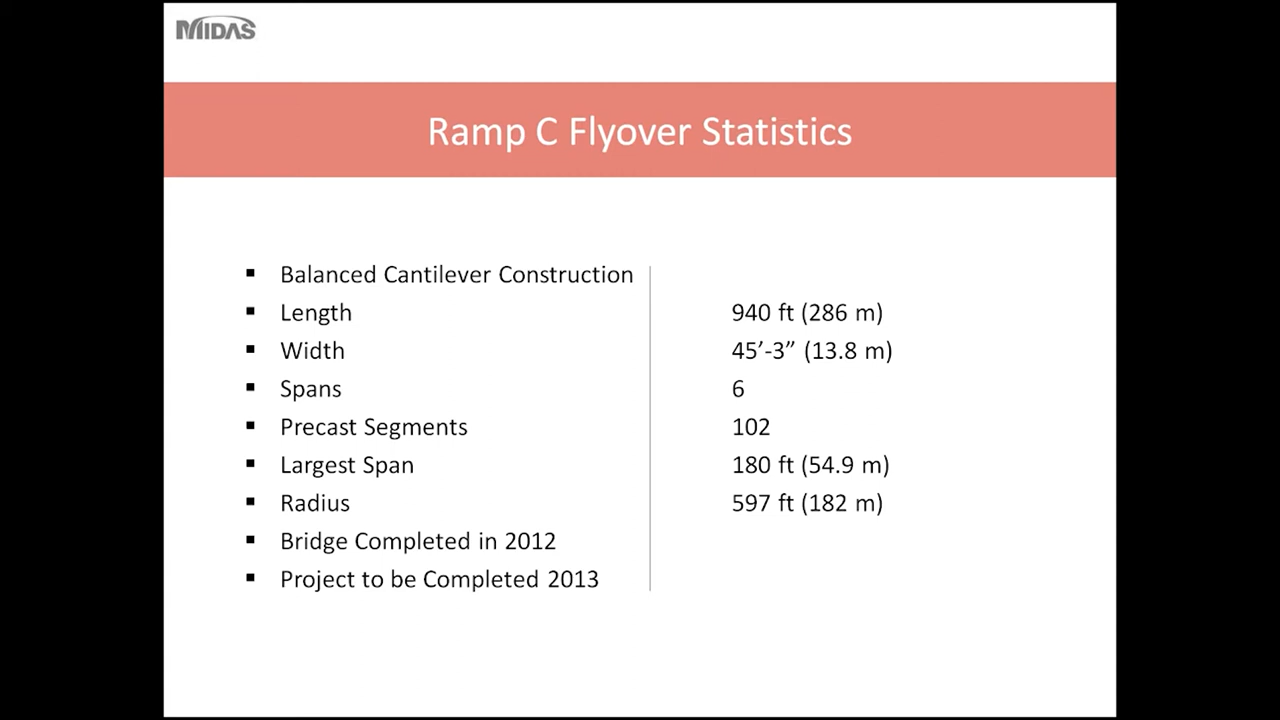 MIDAS
Ramp C Flyover Statistics
▪ Balanced Cantilever Construction
▪ Length 940 ft (286 m)
▪ Width 45’-3” (13.8 m)
▪ Spans 6
▪ Precast Segments 102
▪ Largest Span 180 ft (54.9 m)
▪ Radius 597 ft (182 m)
▪ Bridge Completed in 2012
▪ Project to be Completed 2013